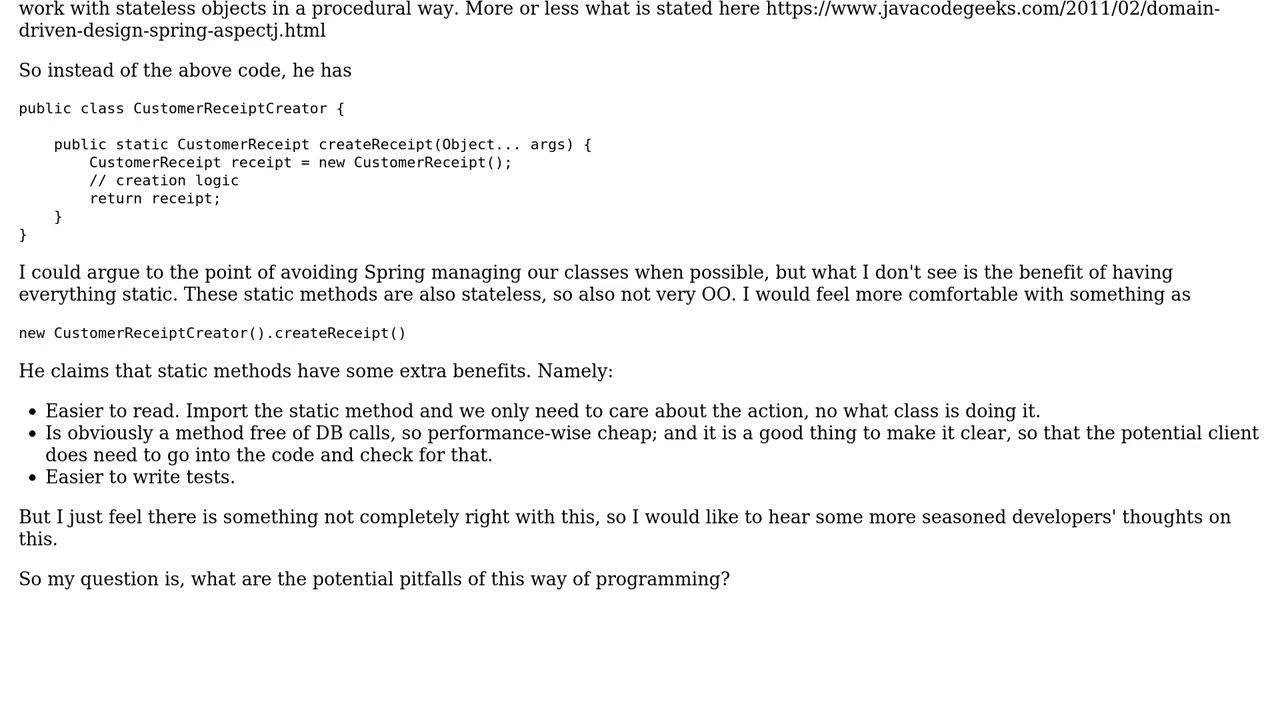 work with stateless objects in a procedural way. More or less what is stated here https://www.javacodegeeks.com/2011/02/domain-
driven-design-spring-aspectj.html
So instead of the above code, he has
public class CustomerReceiptCreator {
    public static CustomerReceipt createReceipt(Object... args) {
        CustomerReceipt receipt = new CustomerReceipt();
        // creation logic
        return receipt;
    }
}
I could argue to the point of avoiding Spring managing our classes when possible, but what I don't see is the benefit of having
everything static. These static methods are also stateless, so also not very OO. I would feel more comfortable with something as
new CustomerReceiptCreator().createReceipt()
He claims that static methods have some extra benefits. Namely:
• Easier to read. Import the static method and we only need to care about the action, no what class is doing it.
• Is obviously a method free of DB calls, so performance-wise cheap; and it is a good thing to make it clear, so that the potential client
does need to go into the code and check for that.
• Easier to write tests.
But I just feel there is something not completely right with this, so I would like to hear some more seasoned developers' thoughts on
this.
So my question is, what are the potential pitfalls of this way of programming?